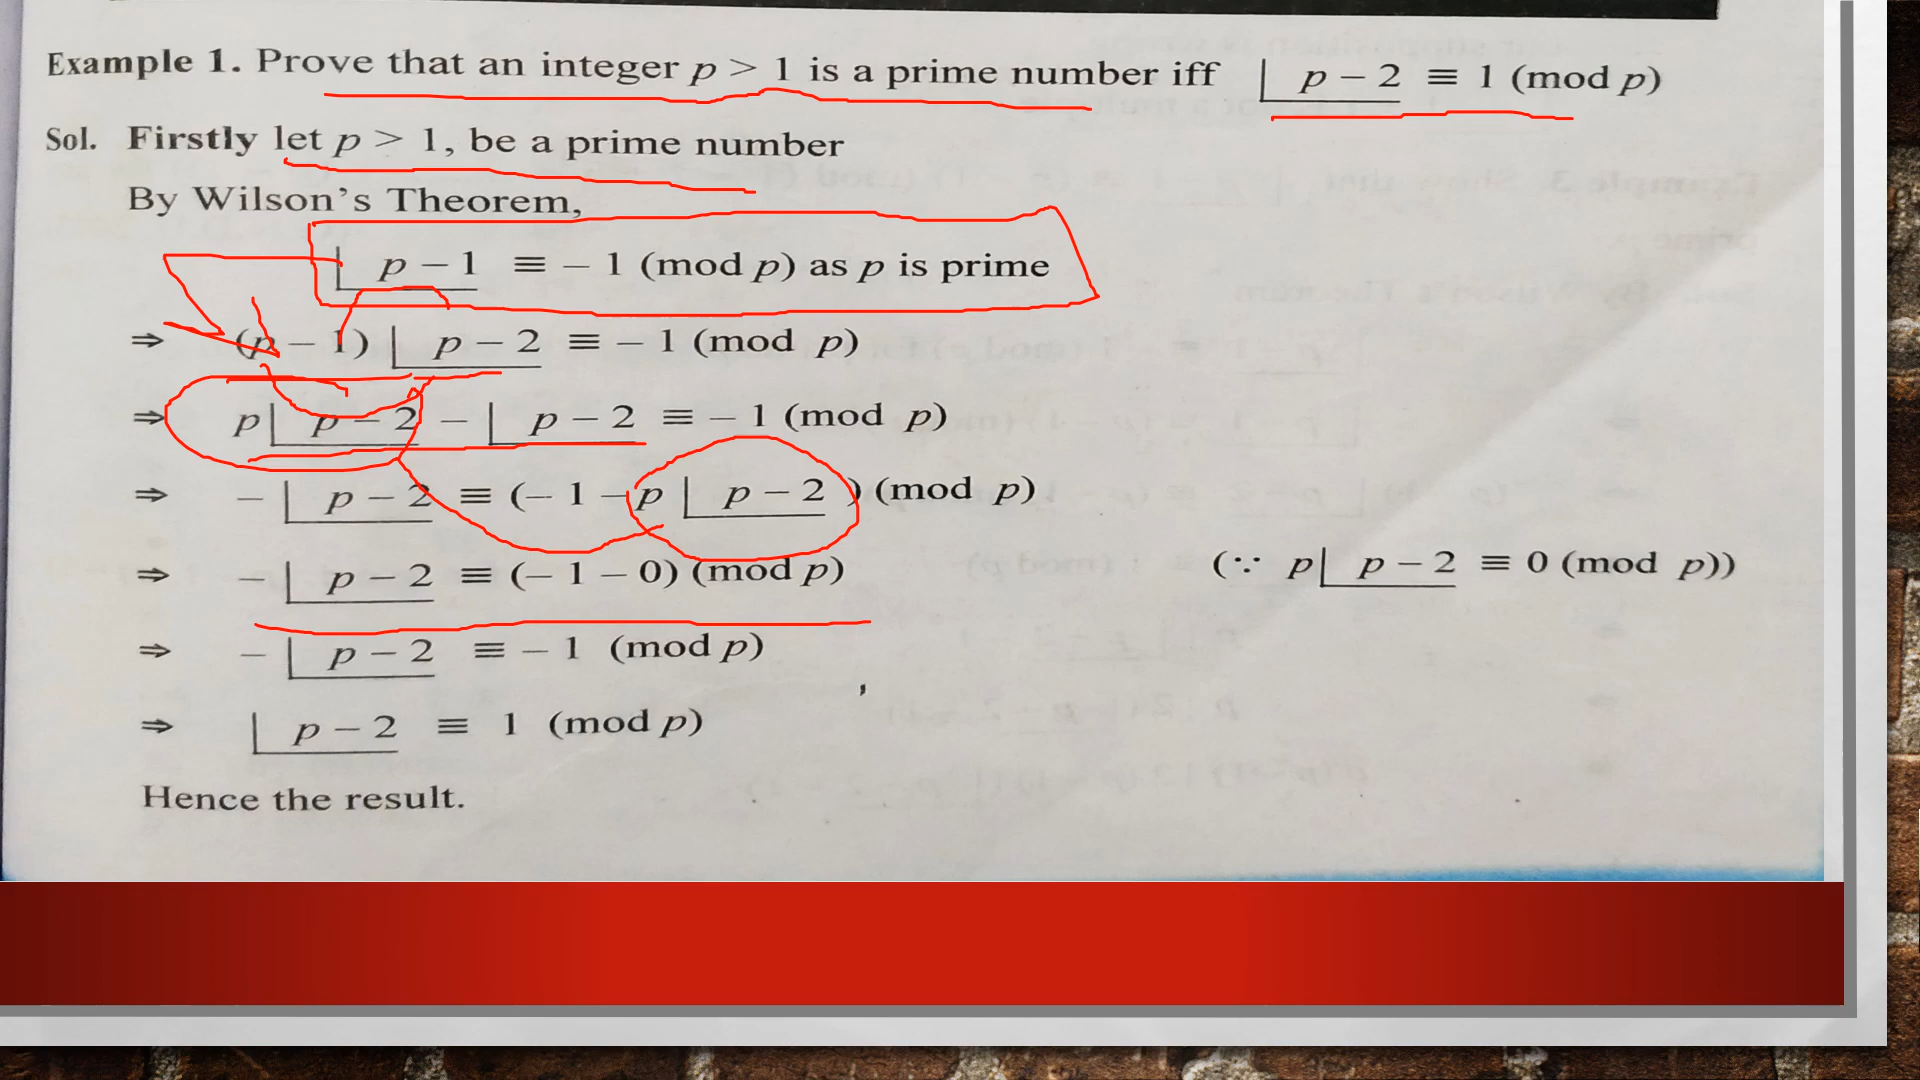 Example 1. Prove that an integer p > 1 is a prime number iff |p – 2 ≡ 1 (mod p)
Sol. Firstly let p > 1, be a prime number
By Wilson's Theorem,
|p – 1 ≡ – 1 (mod p) as p is prime
⇒ (p – 1) |p – 2 ≡ – 1 (mod p)
⇒ p|p – 2 – |p – 2 ≡ – 1 (mod p)
⇒ – |p – 2 ≡ (– 1 – p |p – 2 ) (mod p)
⇒ – |p – 2 ≡ (– 1 – 0) (mod p) (∵ p|p – 2 ≡ 0 (mod p))
⇒ – |p – 2 ≡ – 1 (mod p)
⇒ |p – 2 ≡ 1 (mod p)
Hence the result.